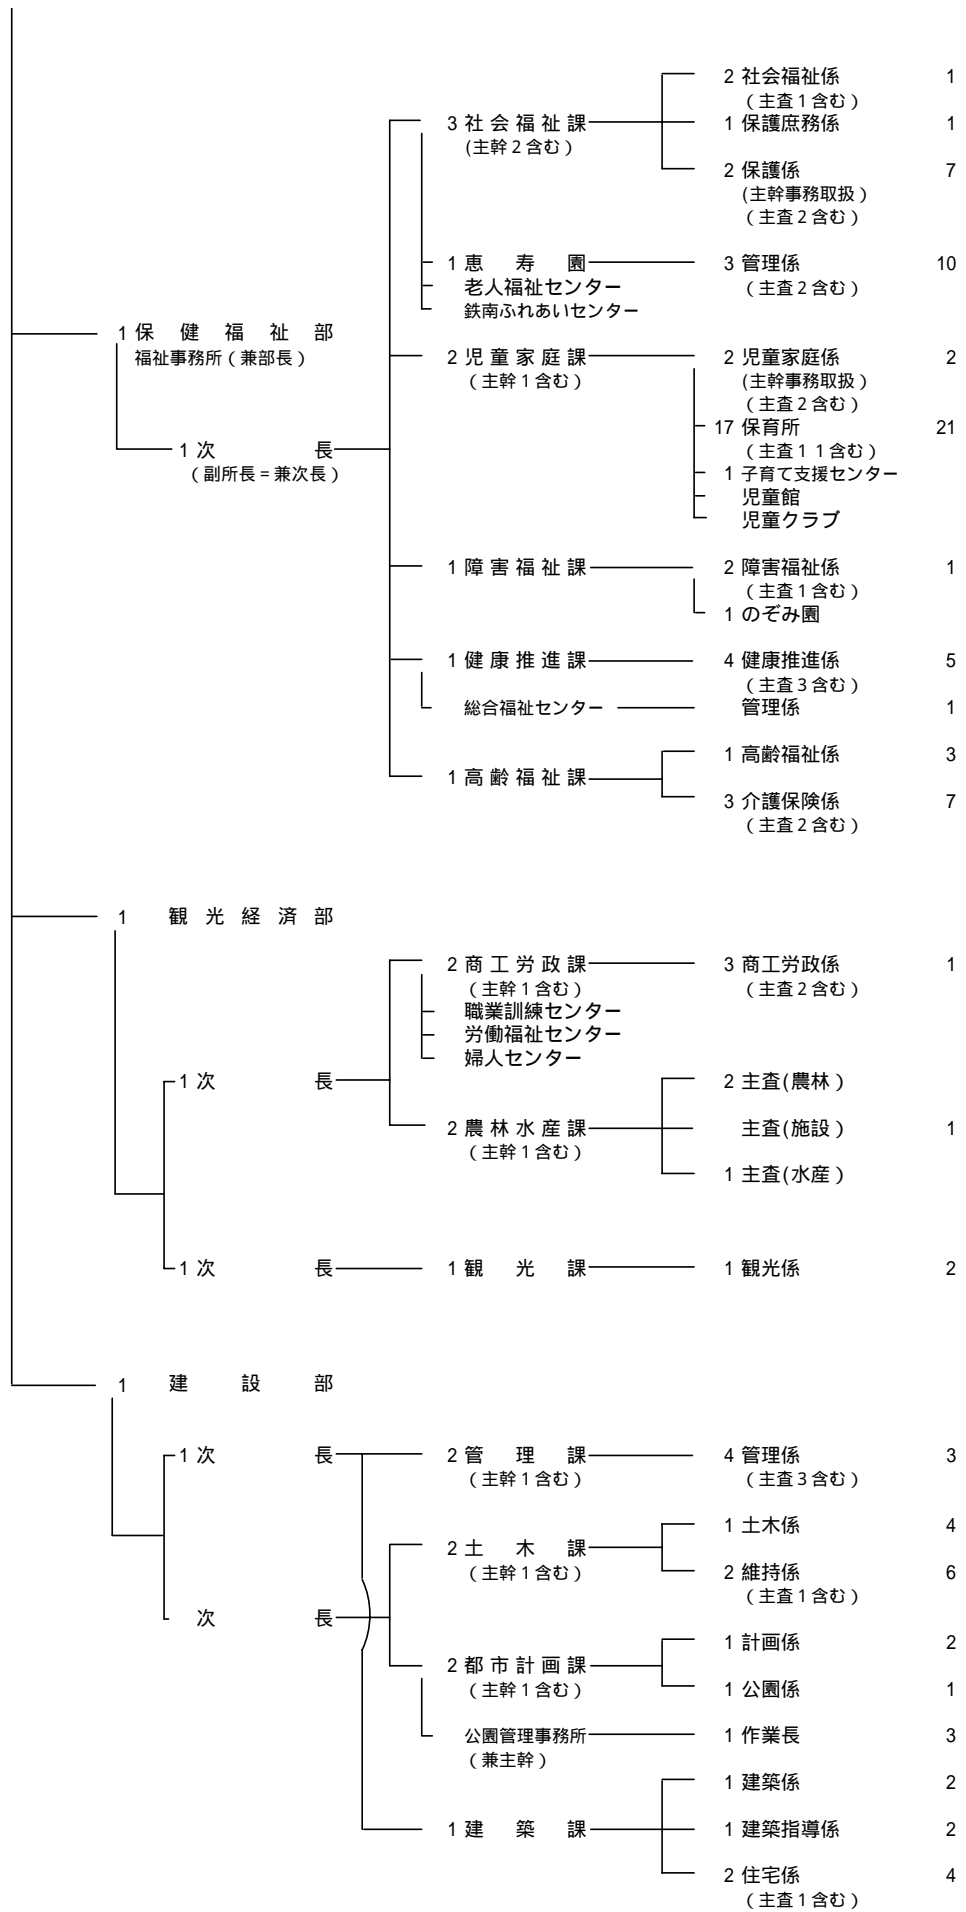 2 社会福祉係 1
（主査1含む）
3 社会福祉課 1 保護庶務係 1
(主幹2含む）
2 保護係 7
(主幹事務取扱）
（主査2含む）
1 恵寿園 3 管理係 10
老人福祉センター （主査2含む）
鉄南ふれあいセンター
1 保健福祉部
福祉事務所（兼部長） 2 児童家庭課 2 児童家庭係 2
（主幹1含む） (主幹事務取扱）
（主査2含む）
17 保育所 21
1 次長 （主査11含む）
（副所長＝兼次長） 1 子育て支援センター
児童館
児童クラブ
1 障害福祉課 2 障害福祉係 1
（主査1含む）
1 のぞみ園
1 健康推進課 4 健康推進係 5
（主査3含む）
総合福祉センター 管理係 1
1 高齢福祉係 3
1 高齢福祉課
3 介護保険係 7
（主査2含む）
1 観光経済部
2 商工労政課 3 商工労政係 1
（主幹1含む） （主査2含む）
職業訓練センター
労働福祉センター
婦人センター
1 次長 2 主査(農林）
2 農林水産課 主査(施設） 1
（主幹1含む）
1 主査(水産）
1 次長 1 観光課 1 観光係 2
1 建設部
1 次長 2 管理課 4 管理係 3
（主幹1含む） （主査3含む）
1 土木係 4
2 土木課
（主幹1含む） 2 維持係 6
（主査1含む）
次長
1 計画係 2
2 都市計画課
（主幹1含む） 1 公園係 1
公園管理事務所 1 作業長 3
（兼主幹）
1 建築係 2
1 建築課 1 建築指導係 2
2 住宅係 4
（主査1含む）